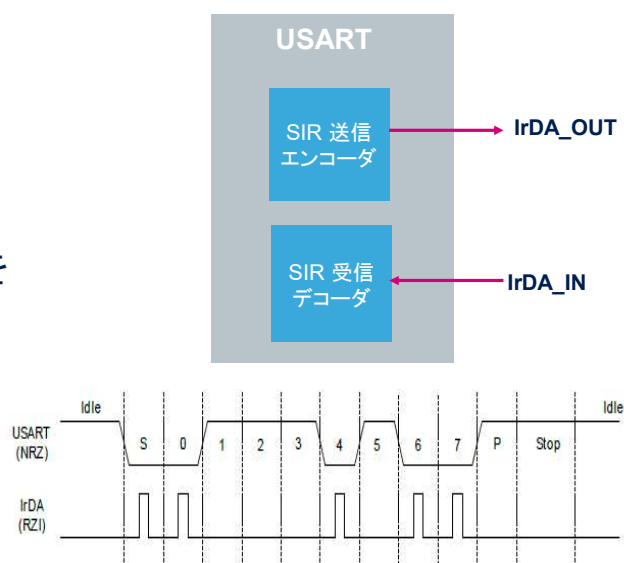 USART
SIR 送信
エンコーダ
IrDA_OUT
SIR 受信
デコーダ
IrDA_IN
Idle
Idle
USART
(NRZ)
S 0 1 2 3 4 5 6 7 P Stop
IrDA
(RZI)